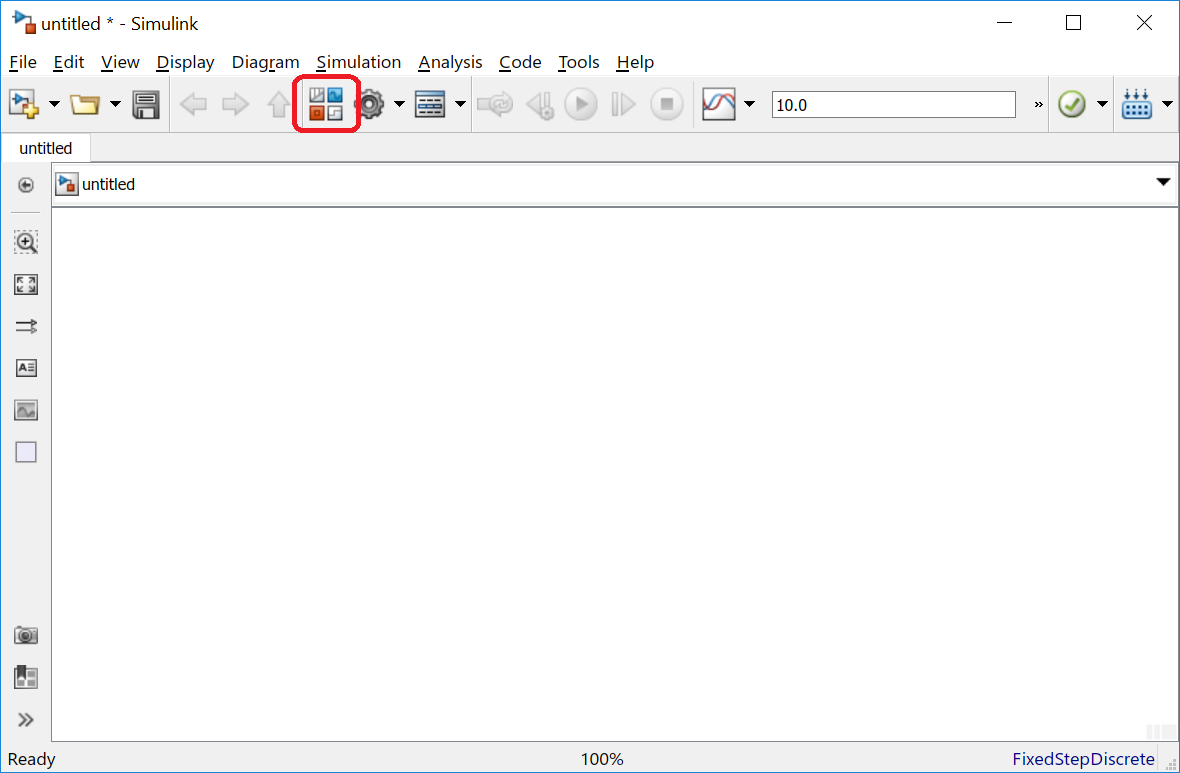 untitled * - Simulink
File Edit View Display Diagram Simulation Analysis Code Tools Help
10.0 »
untitled
untitled
Ready 100% FixedStepDiscrete